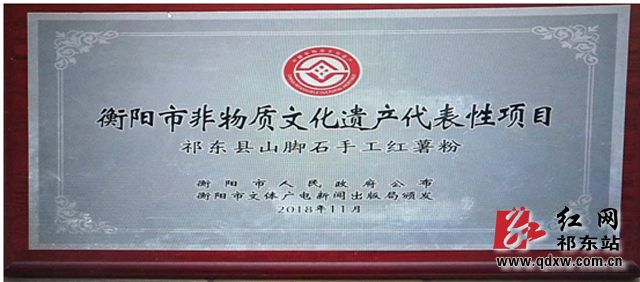 衡阳市非物质文化遗产代表性项目
祁东县山脚石手工红薯粉
衡阳市人民政府公布
衡阳市文体广电新闻出版局颁发
2018年11月
红网
祁东站
www.qdxw.com.cn